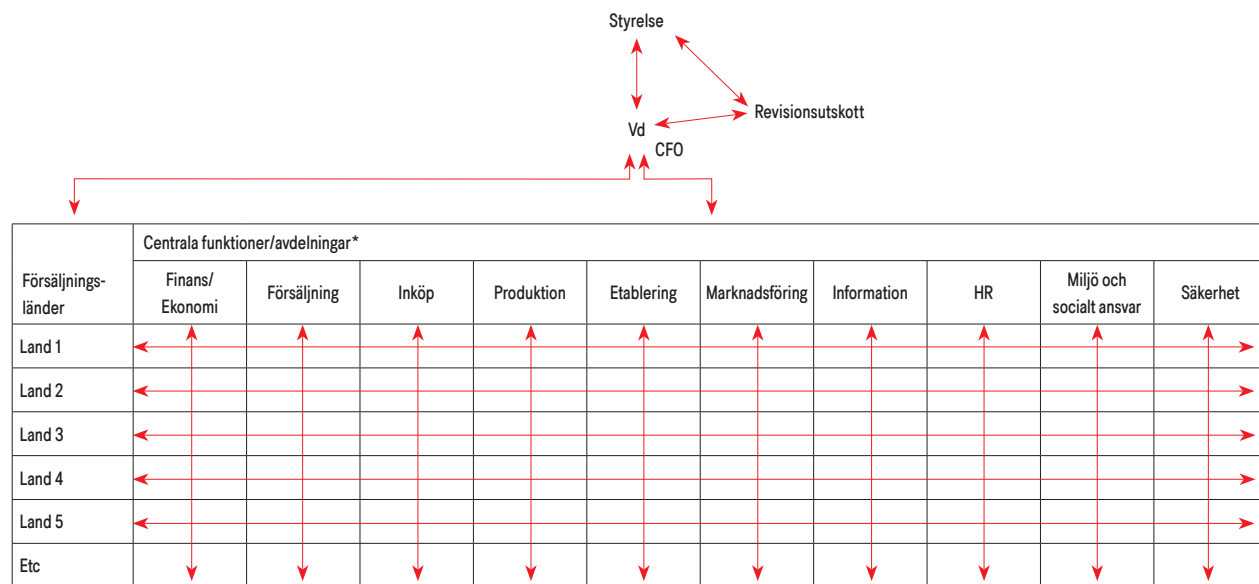 Styrelse
Revisionsutskott
Vd
CFO
Försäljnings-
länder
Centrala funktioner/avdelningar*
Finans/
Ekonomi
Försäljning
Inköp
Produktion
Etablering
Marknadsföring
Information
HR
Miljö och
socialt ansvar
Säkerhet
Land 1
Land 2
Land 3
Land 4
Land 5
Etc